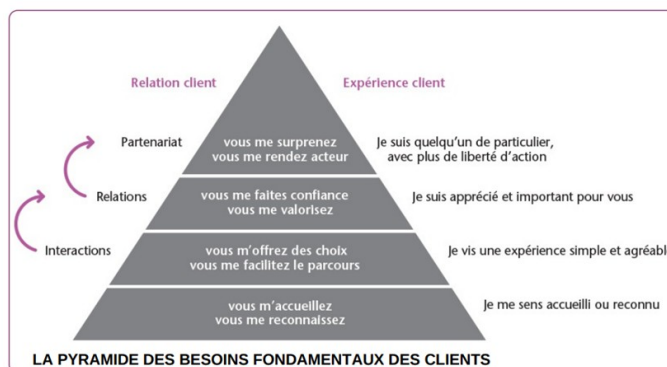 Relation client
Expérience client
Partenariat
vous me surprenez
vous me rendez acteur
Je suis quelqu'un de particulier,
avec plus de liberté d'action
Relations
vous me faites confiance
vous me valorisez
Je suis apprécié et important pour vous
Interactions
vous m'offrez des choix
vous me facilitez le parcours
Je vis une expérience simple et agréable
vous m'accueillez
vous me reconnaissez
Je me sens accueilli ou reconnu
LA PYRAMIDE DES BESOINS FONDAMENTAUX DES CLIENTS